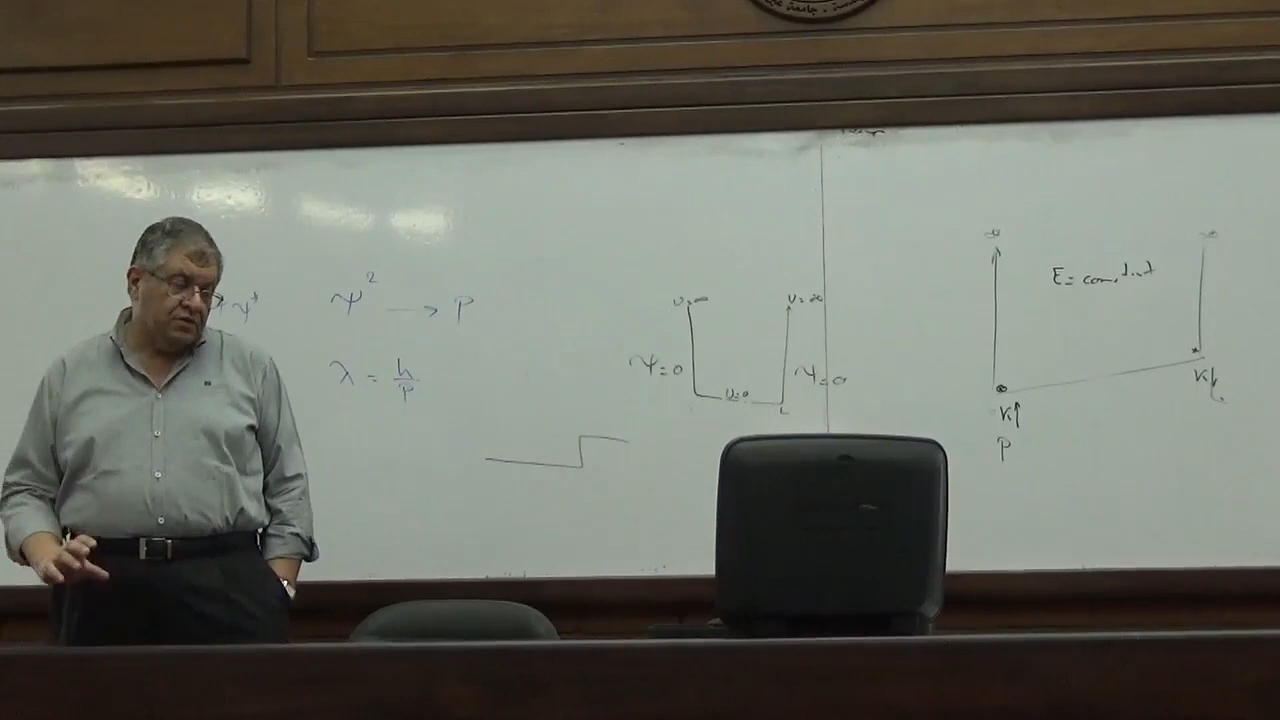 ψ*
ψ² → P
λ = h/P
U=∞
U=∞
ψ=0
ψ=0
U=0
L
∞
∞
E = constant
K↑
K↓
P